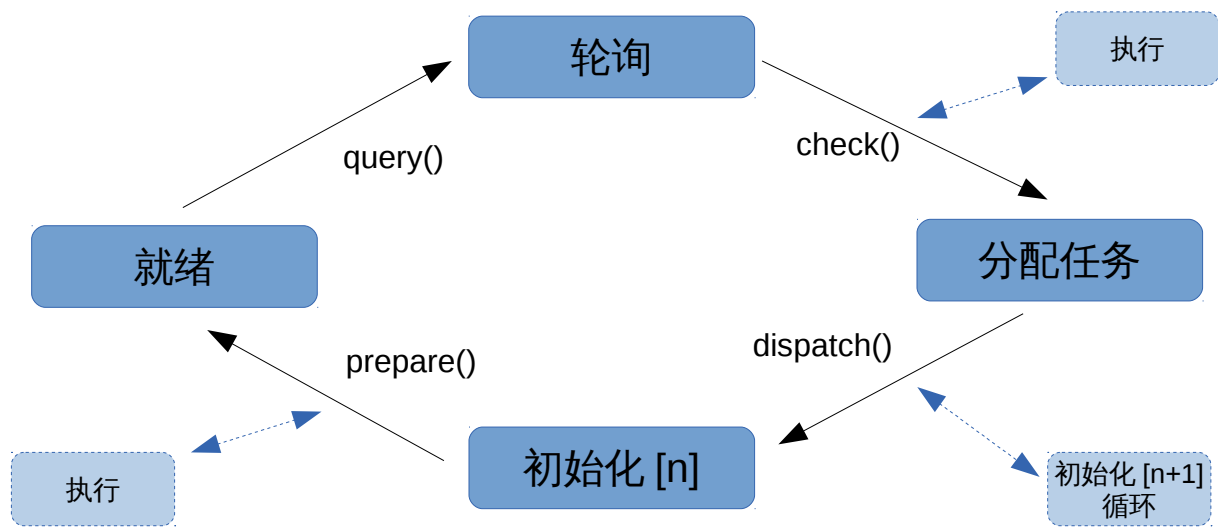 轮询
执行
query()
check()
就绪
分配任务
prepare()
dispatch()
执行
初始化 [n]
初始化 [n+1]
循环